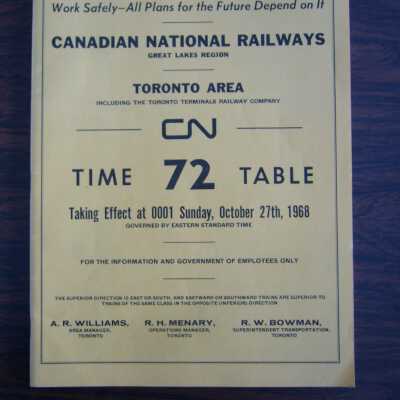 Work Safely—All Plans for the Future Depend on It
CANADIAN NATIONAL RAILWAYS
GREAT LAKES REGION
TORONTO AREA
INCLUDING THE TORONTO TERMINALS RAILWAY COMPANY
CN
TIME 72 TABLE
Taking Effect at 0001 Sunday, October 27th, 1968
GOVERNED BY EASTERN STANDARD TIME
FOR THE INFORMATION AND GOVERNMENT OF EMPLOYEES ONLY
THE SUPERIOR DIRECTION IS EAST OR SOUTH, AND EASTWARD OR SOUTHWARD TRAINS ARE SUPERIOR TO
TRAINS OF THE SAME CLASS IN THE OPPOSITE (INFERIOR) DIRECTION
A. R. WILLIAMS, R. H. MENARY, R. W. BOWMAN,
AREA MANAGER, OPERATIONS MANAGER, SUPERINTENDENT TRANSPORTATION,
TORONTO TORONTO TORONTO